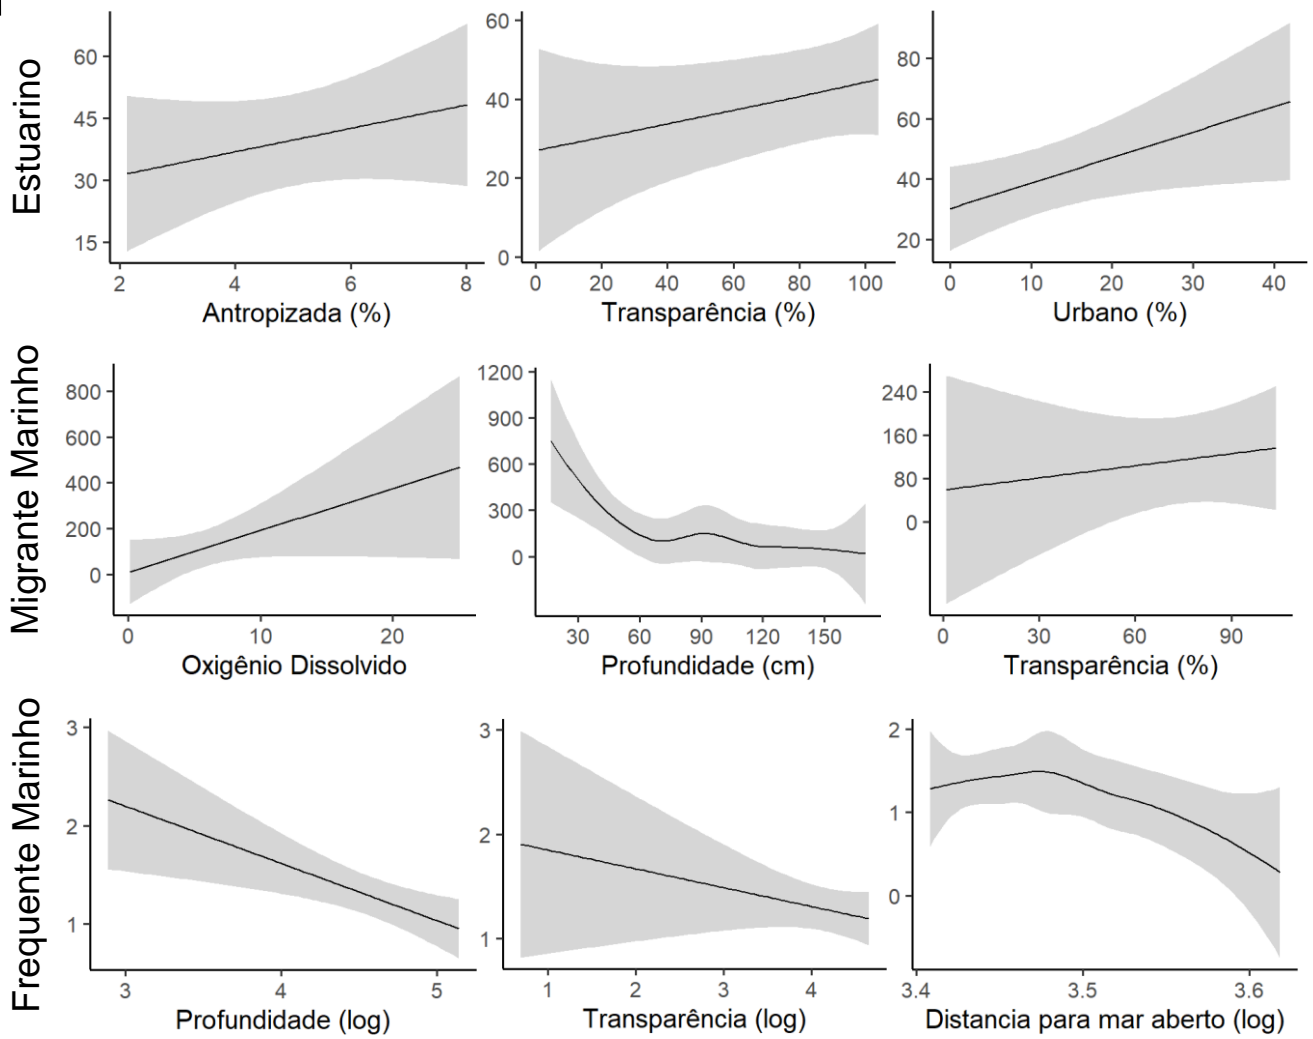 Estuarino
60
45
30
15
2 4 6 8
Antropizada (%)
60
40
20
0
0 20 40 60 80 100
Transparência (%)
80
60
40
20
0 10 20 30 40
Urbano (%)
Migrante Marinho
800
600
400
200
0
0 10 20
Oxigênio Dissolvido
1200
900
600
300
0
30 60 90 120 150
Profundidade (cm)
240
160
80
0
0 30 60 90
Transparência (%)
Frequente Marinho
3
2
1
3 4 5
Profundidade (log)
3
2
1
1 2 3 4
Transparência (log)
2
1
0
3.4 3.5 3.6
Distancia para mar aberto (log)